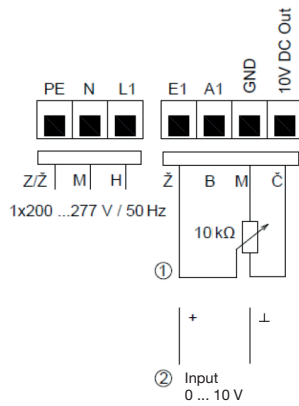 PE N L1 E1 A1 GND 10V DC Out
Z/Ž M H Ž B M Č
1x200 ...277 V / 50 Hz
10 kΩ
①
+ ⊥
② Input
0 ... 10 V